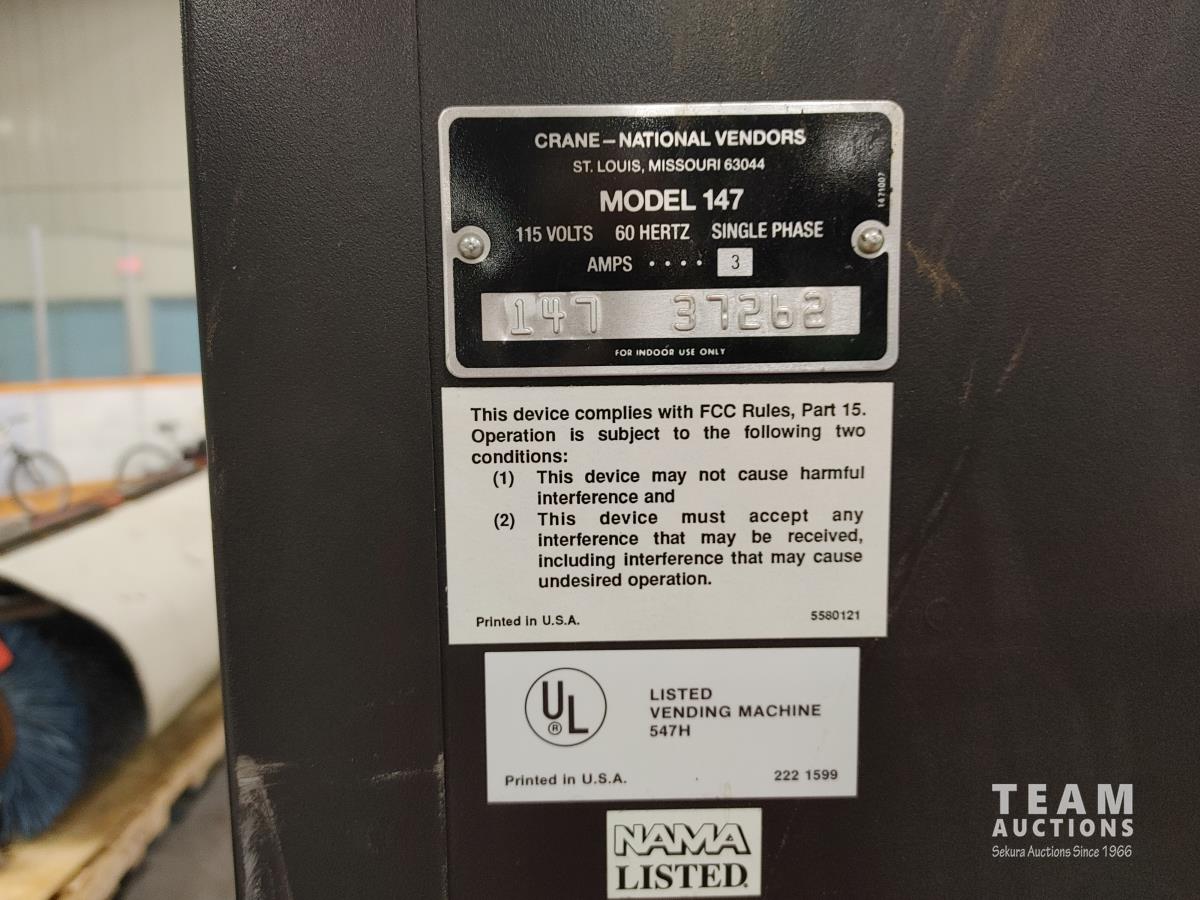 CRANE–NATIONAL VENDORS
ST. LOUIS, MISSOURI 63044
MODEL 147
1471007
115 VOLTS 60 HERTZ SINGLE PHASE
AMPS •••• 3
147 37262
FOR INDOOR USE ONLY
This device complies with FCC Rules, Part 15.
Operation is subject to the following two
conditions:
(1) This device may not cause harmful
interference and
(2) This device must accept any
interference that may be received,
including interference that may cause
undesired operation.
Printed in U.S.A. 5580121
UL ®
LISTED
VENDING MACHINE
547H
Printed in U.S.A. 222 1599
NAMA
LISTED.
TEAM
AUCTIONS
Sekura Auctions Since 1966